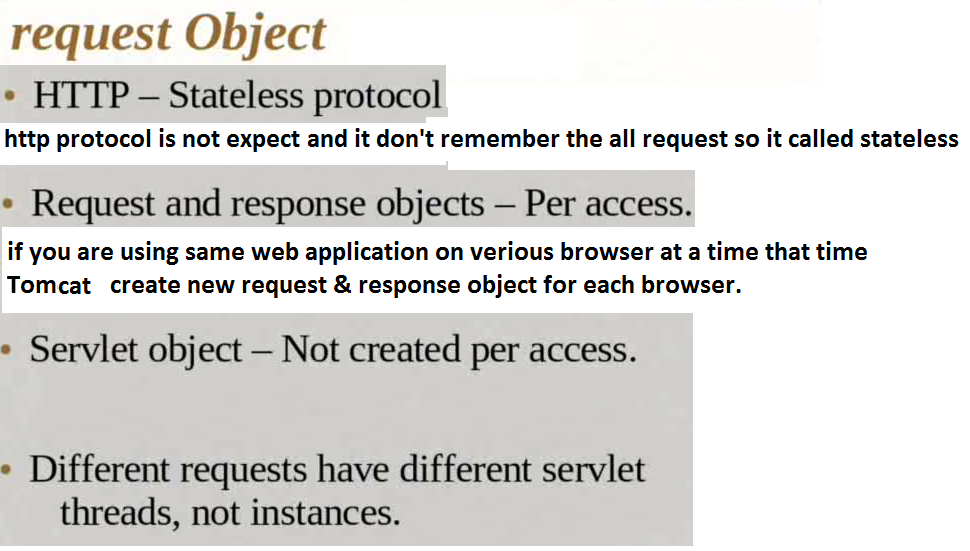 request Object
• HTTP – Stateless protocol
http protocol is not expect and it don't remember the all request so it called stateless
• Request and response objects – Per access.
if you are using same web application on verious browser at a time that time
Tomcat create new request & response object for each browser.
• Servlet object – Not created per access.
• Different requests have different servlet
threads, not instances.